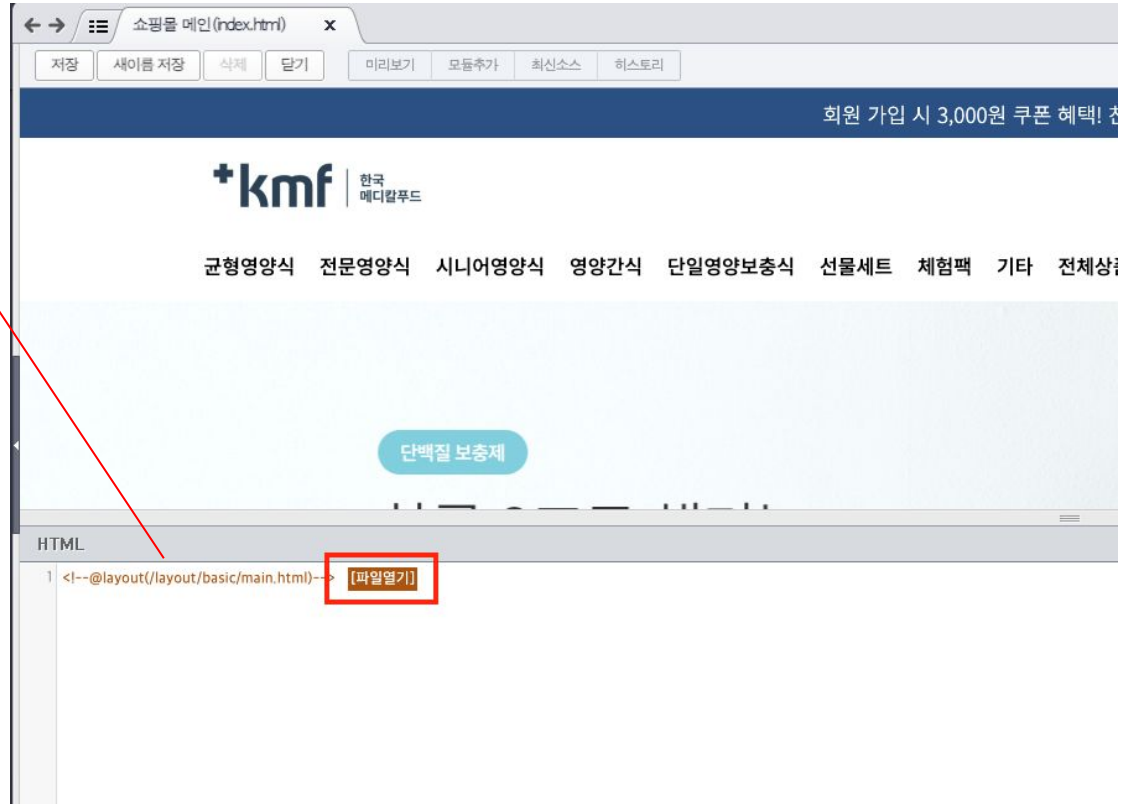 쇼핑몰 메인(index.html) x
저장 새이름 저장 삭제 닫기 미리보기 모듈추가 최신소스 히스토리
회원 가입 시 3,000원 쿠폰 혜택!
+kmf 한국
메디칼푸드
균형영양식 전문영양식 시니어영양식 영양간식 단일영양보충식 선물세트 체험팩 기타 전체상품
단백질 보충제
HTML
1 <!--@layout(/layout/basic/main.html)--> [파일열기]